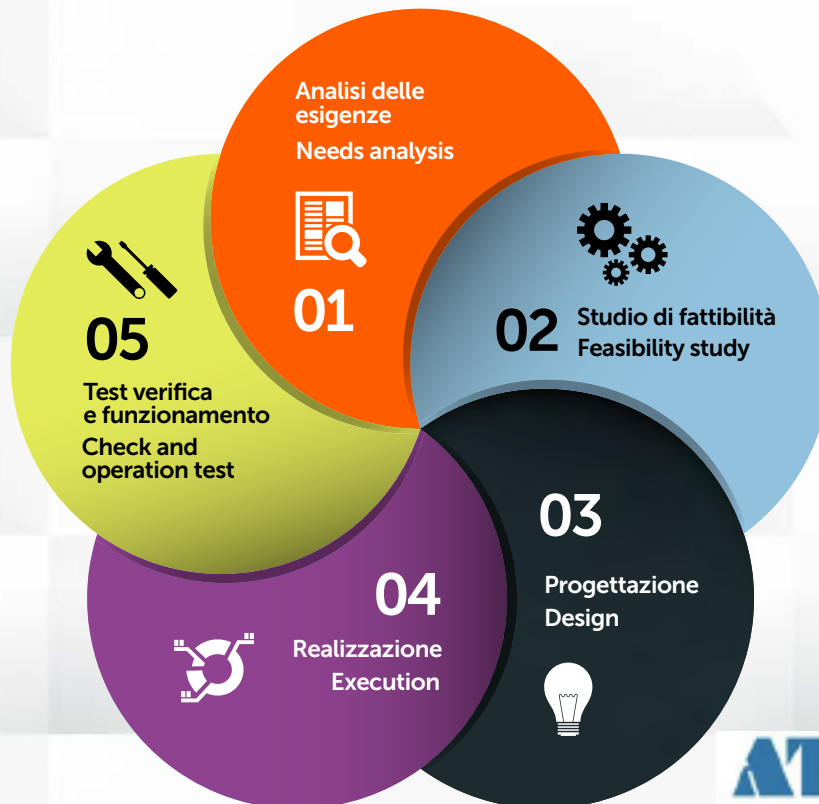 Analisi delle
esigenze
Needs analysis
01
02
Studio di fattibilità
Feasibility study
03
Progettazione
Design
04
Realizzazione
Execution
05
Test verifica
e funzionamento
Check and
operation test
AT